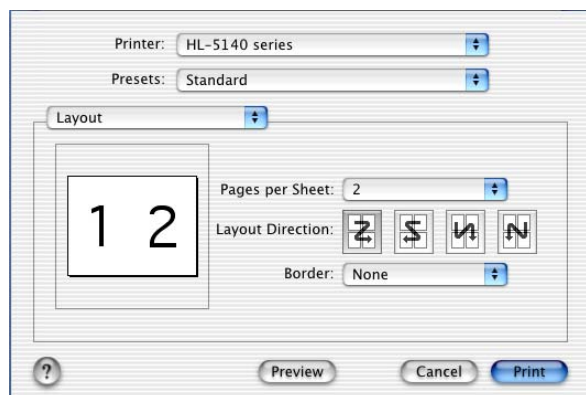 Printer: HL-5140 series
Presets: Standard
Layout
1 2
Pages per Sheet: 2
Layout Direction:
Border: None
? Preview Cancel Print